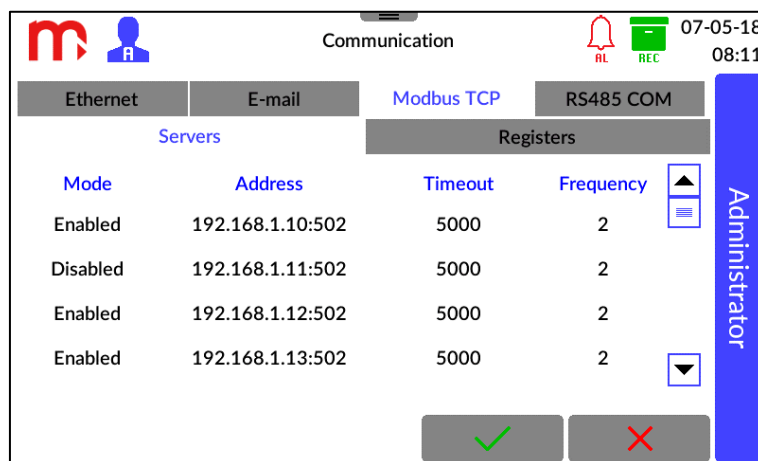 m
A
Communication
AL
REC
07-05-18
08:11
Ethernet E-mail Modbus TCP RS485 COM
Servers Registers
Mode Address Timeout Frequency
Enabled 192.168.1.10:502 5000 2
Disabled 192.168.1.11:502 5000 2
Enabled 192.168.1.12:502 5000 2
Enabled 192.168.1.13:502 5000 2
Administrator